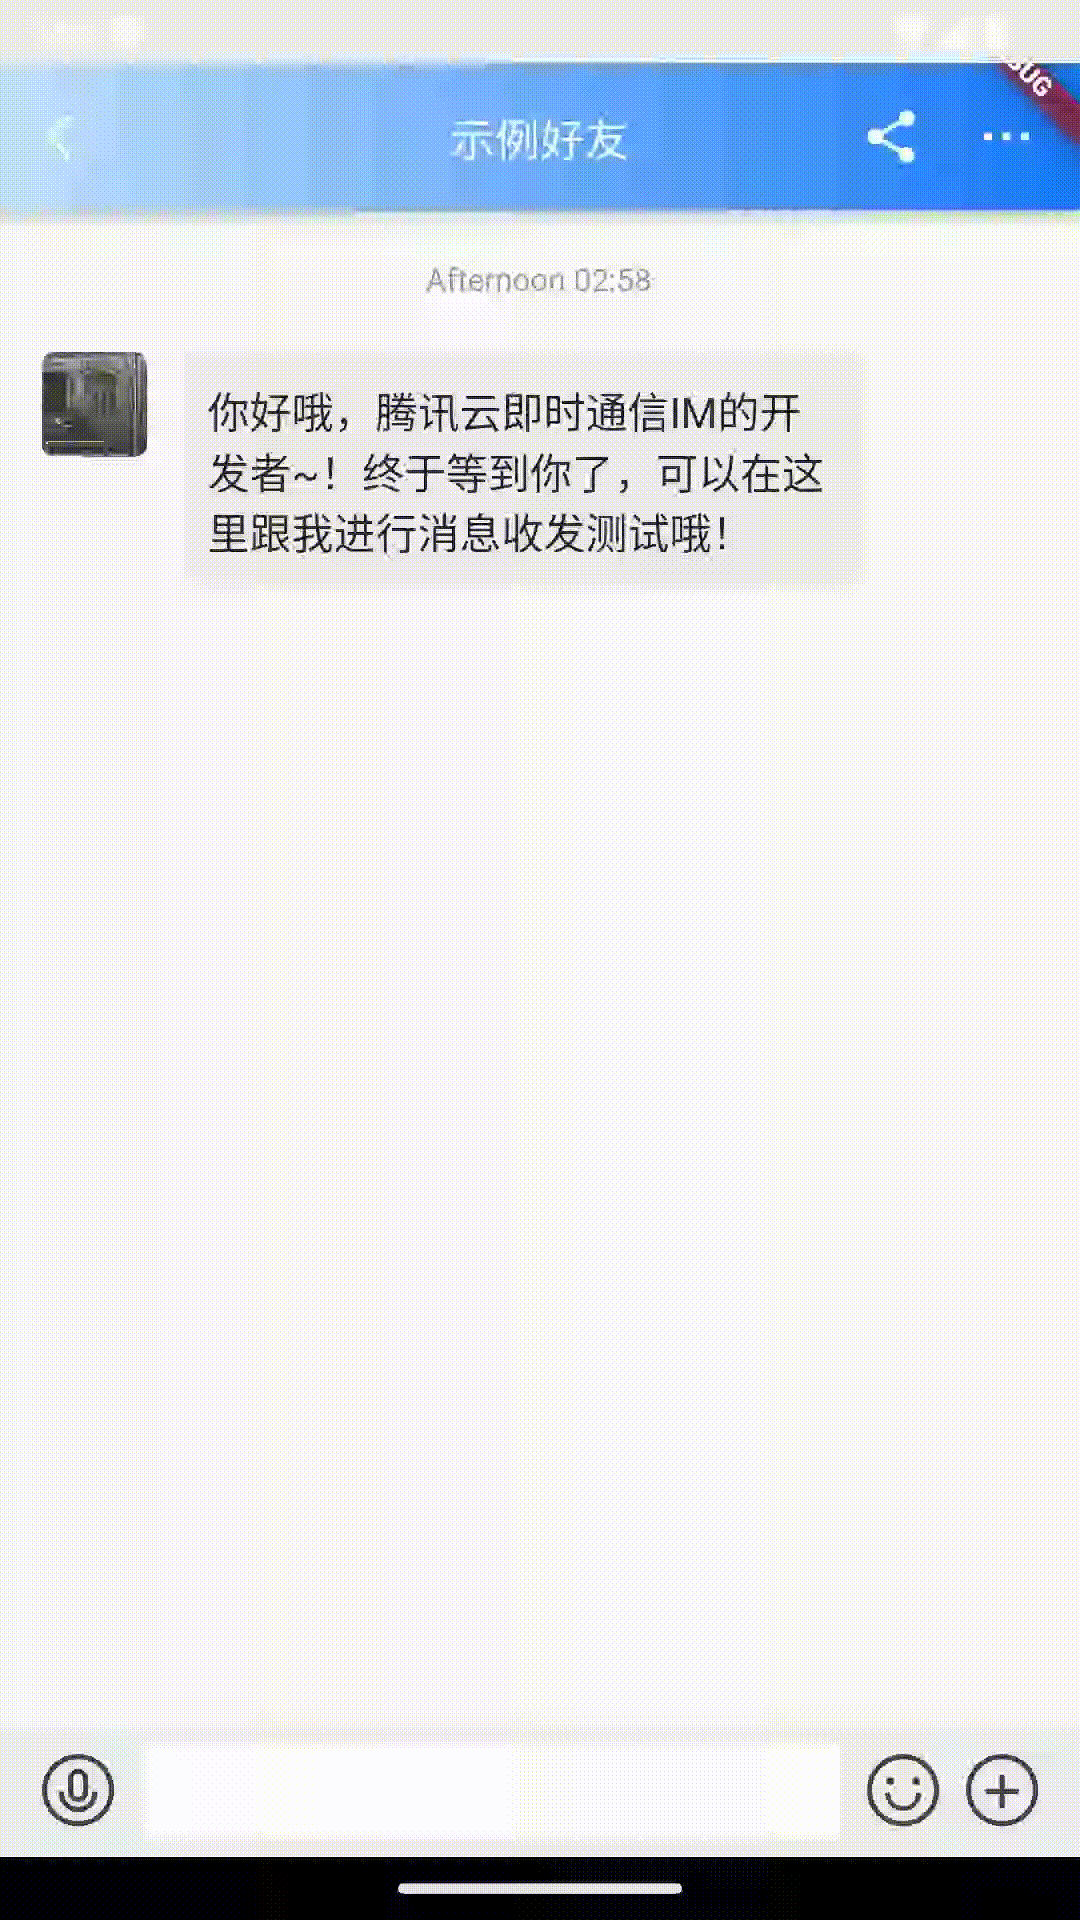 示例好友
Afternoon 02:58
你好哦，腾讯云即时通信IM的开
发者~！终于等到你了，可以在这
里跟我进行消息收发测试哦！